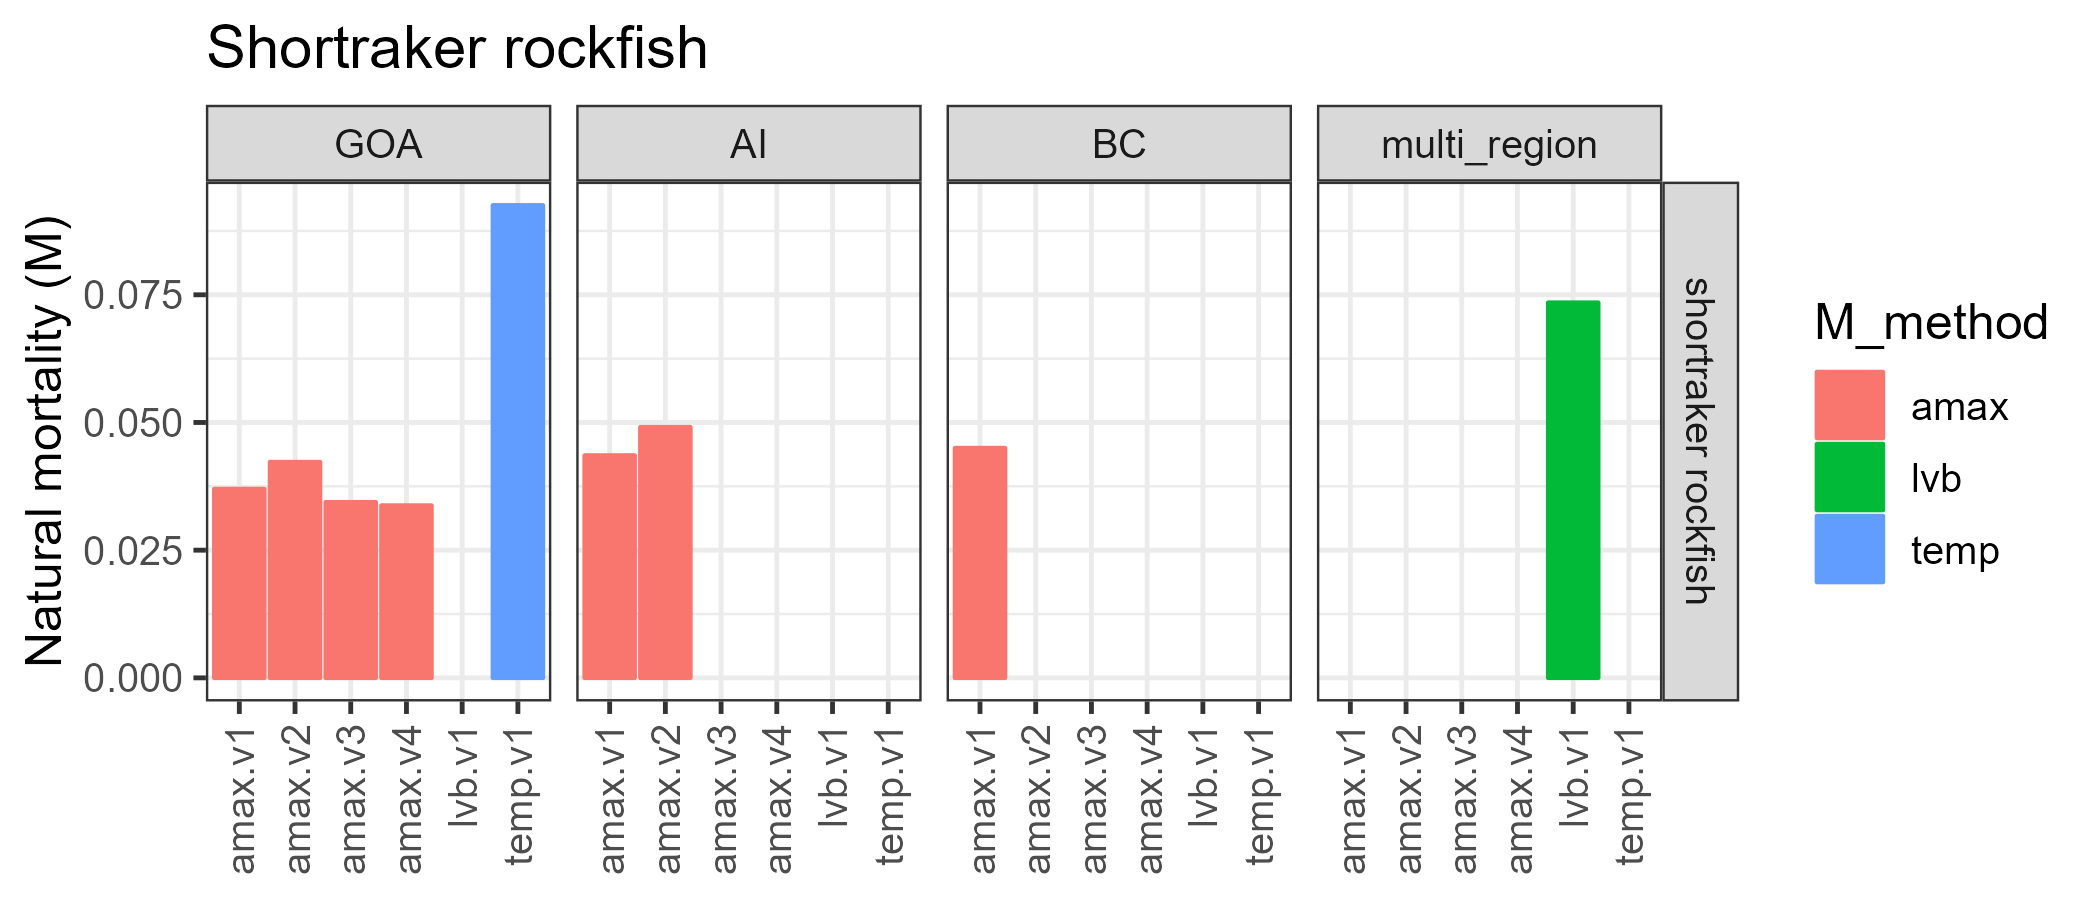 Shortraker rockfish
GOA
AI
BC
multi_region
shortraker rockfish
Natural mortality (M)
0.075
0.050
0.025
0.000
amax.v1
amax.v2
amax.v3
amax.v4
lvb.v1
temp.v1
amax.v1
amax.v2
amax.v3
amax.v4
lvb.v1
temp.v1
amax.v1
amax.v2
amax.v3
amax.v4
lvb.v1
temp.v1
amax.v1
amax.v2
amax.v3
amax.v4
lvb.v1
temp.v1
M_method
amax
lvb
temp